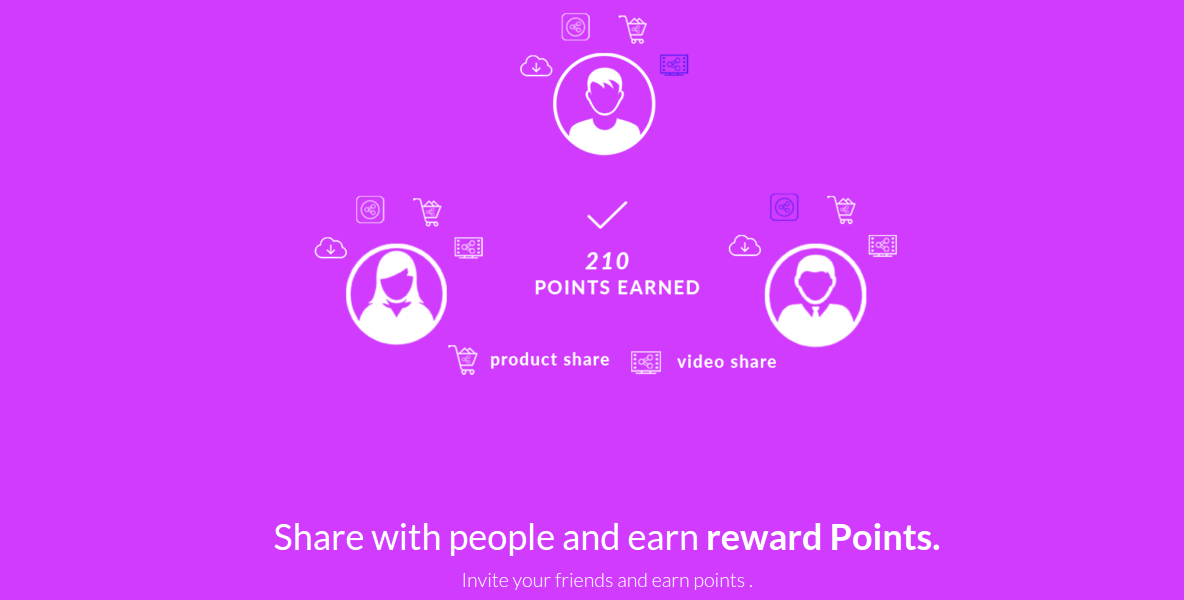 210
POINTS EARNED
product share
video share
Share with people and earn reward Points.
Invite your friends and earn points .